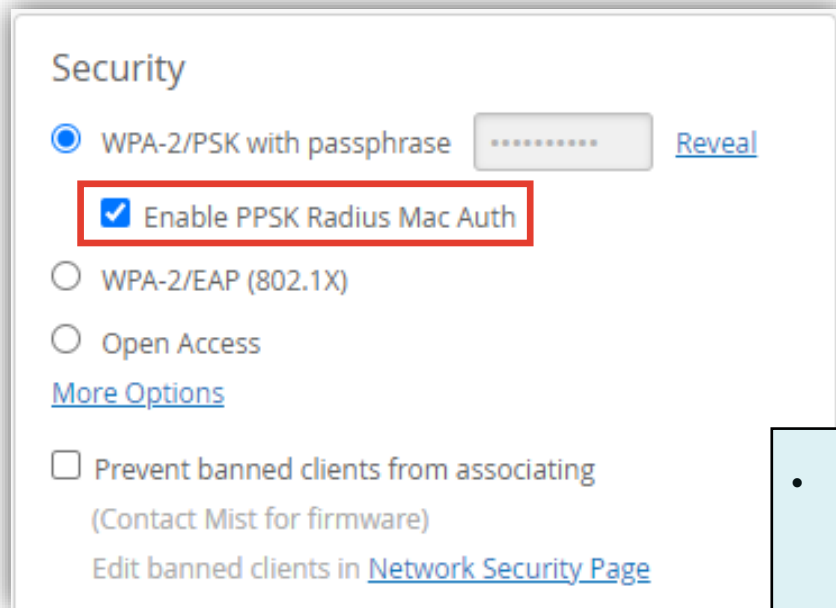 Security
WPA-2/PSK with passphrase •••••••••• Reveal
Enable PPSK Radius Mac Auth
WPA-2/EAP (802.1X)
Open Access
More Options
Prevent banned clients from associating
(Contact Mist for firmware)
Edit banned clients in Network Security Page